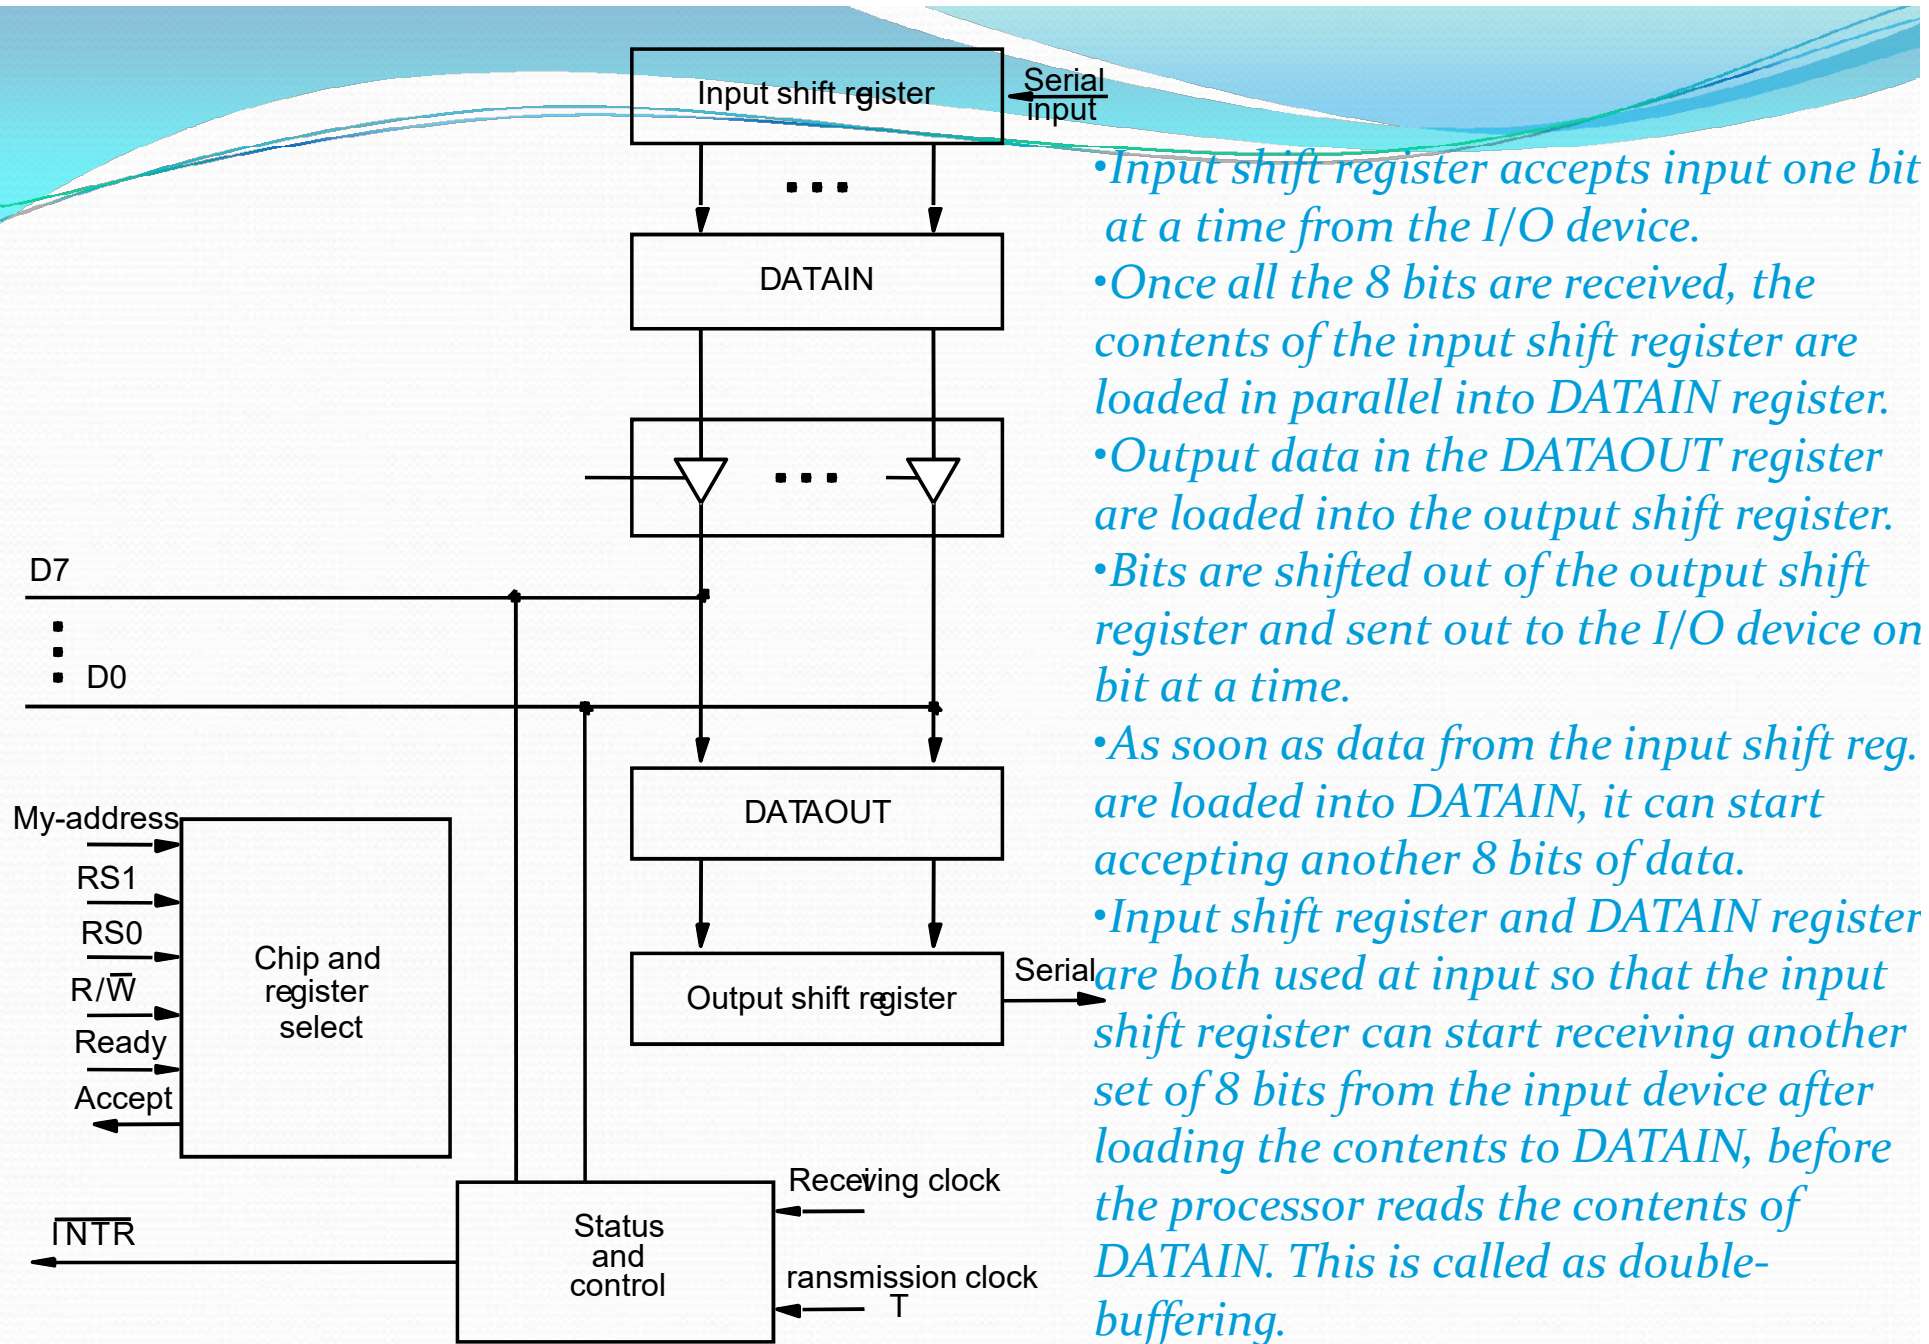 Input shift register
Serial
input
DATAIN
D7
D0
DATAOUT
My-address
RS1
RS0
R/W̅
Ready
Accept
Chip and
register
select
Output shift register
Serial
Receiving clock
INTR
Status
and
control
ransmission clock
T
•Input shift register accepts input one bit
at a time from the I/O device.
•Once all the 8 bits are received, the
contents of the input shift register are
loaded in parallel into DATAIN register.
•Output data in the DATAOUT register
are loaded into the output shift register.
•Bits are shifted out of the output shift
register and sent out to the I/O device on
bit at a time.
•As soon as data from the input shift reg.
are loaded into DATAIN, it can start
accepting another 8 bits of data.
•Input shift register and DATAIN register
are both used at input so that the input
shift register can start receiving another
set of 8 bits from the input device after
loading the contents to DATAIN, before
the processor reads the contents of
DATAIN. This is called as double-
buffering.